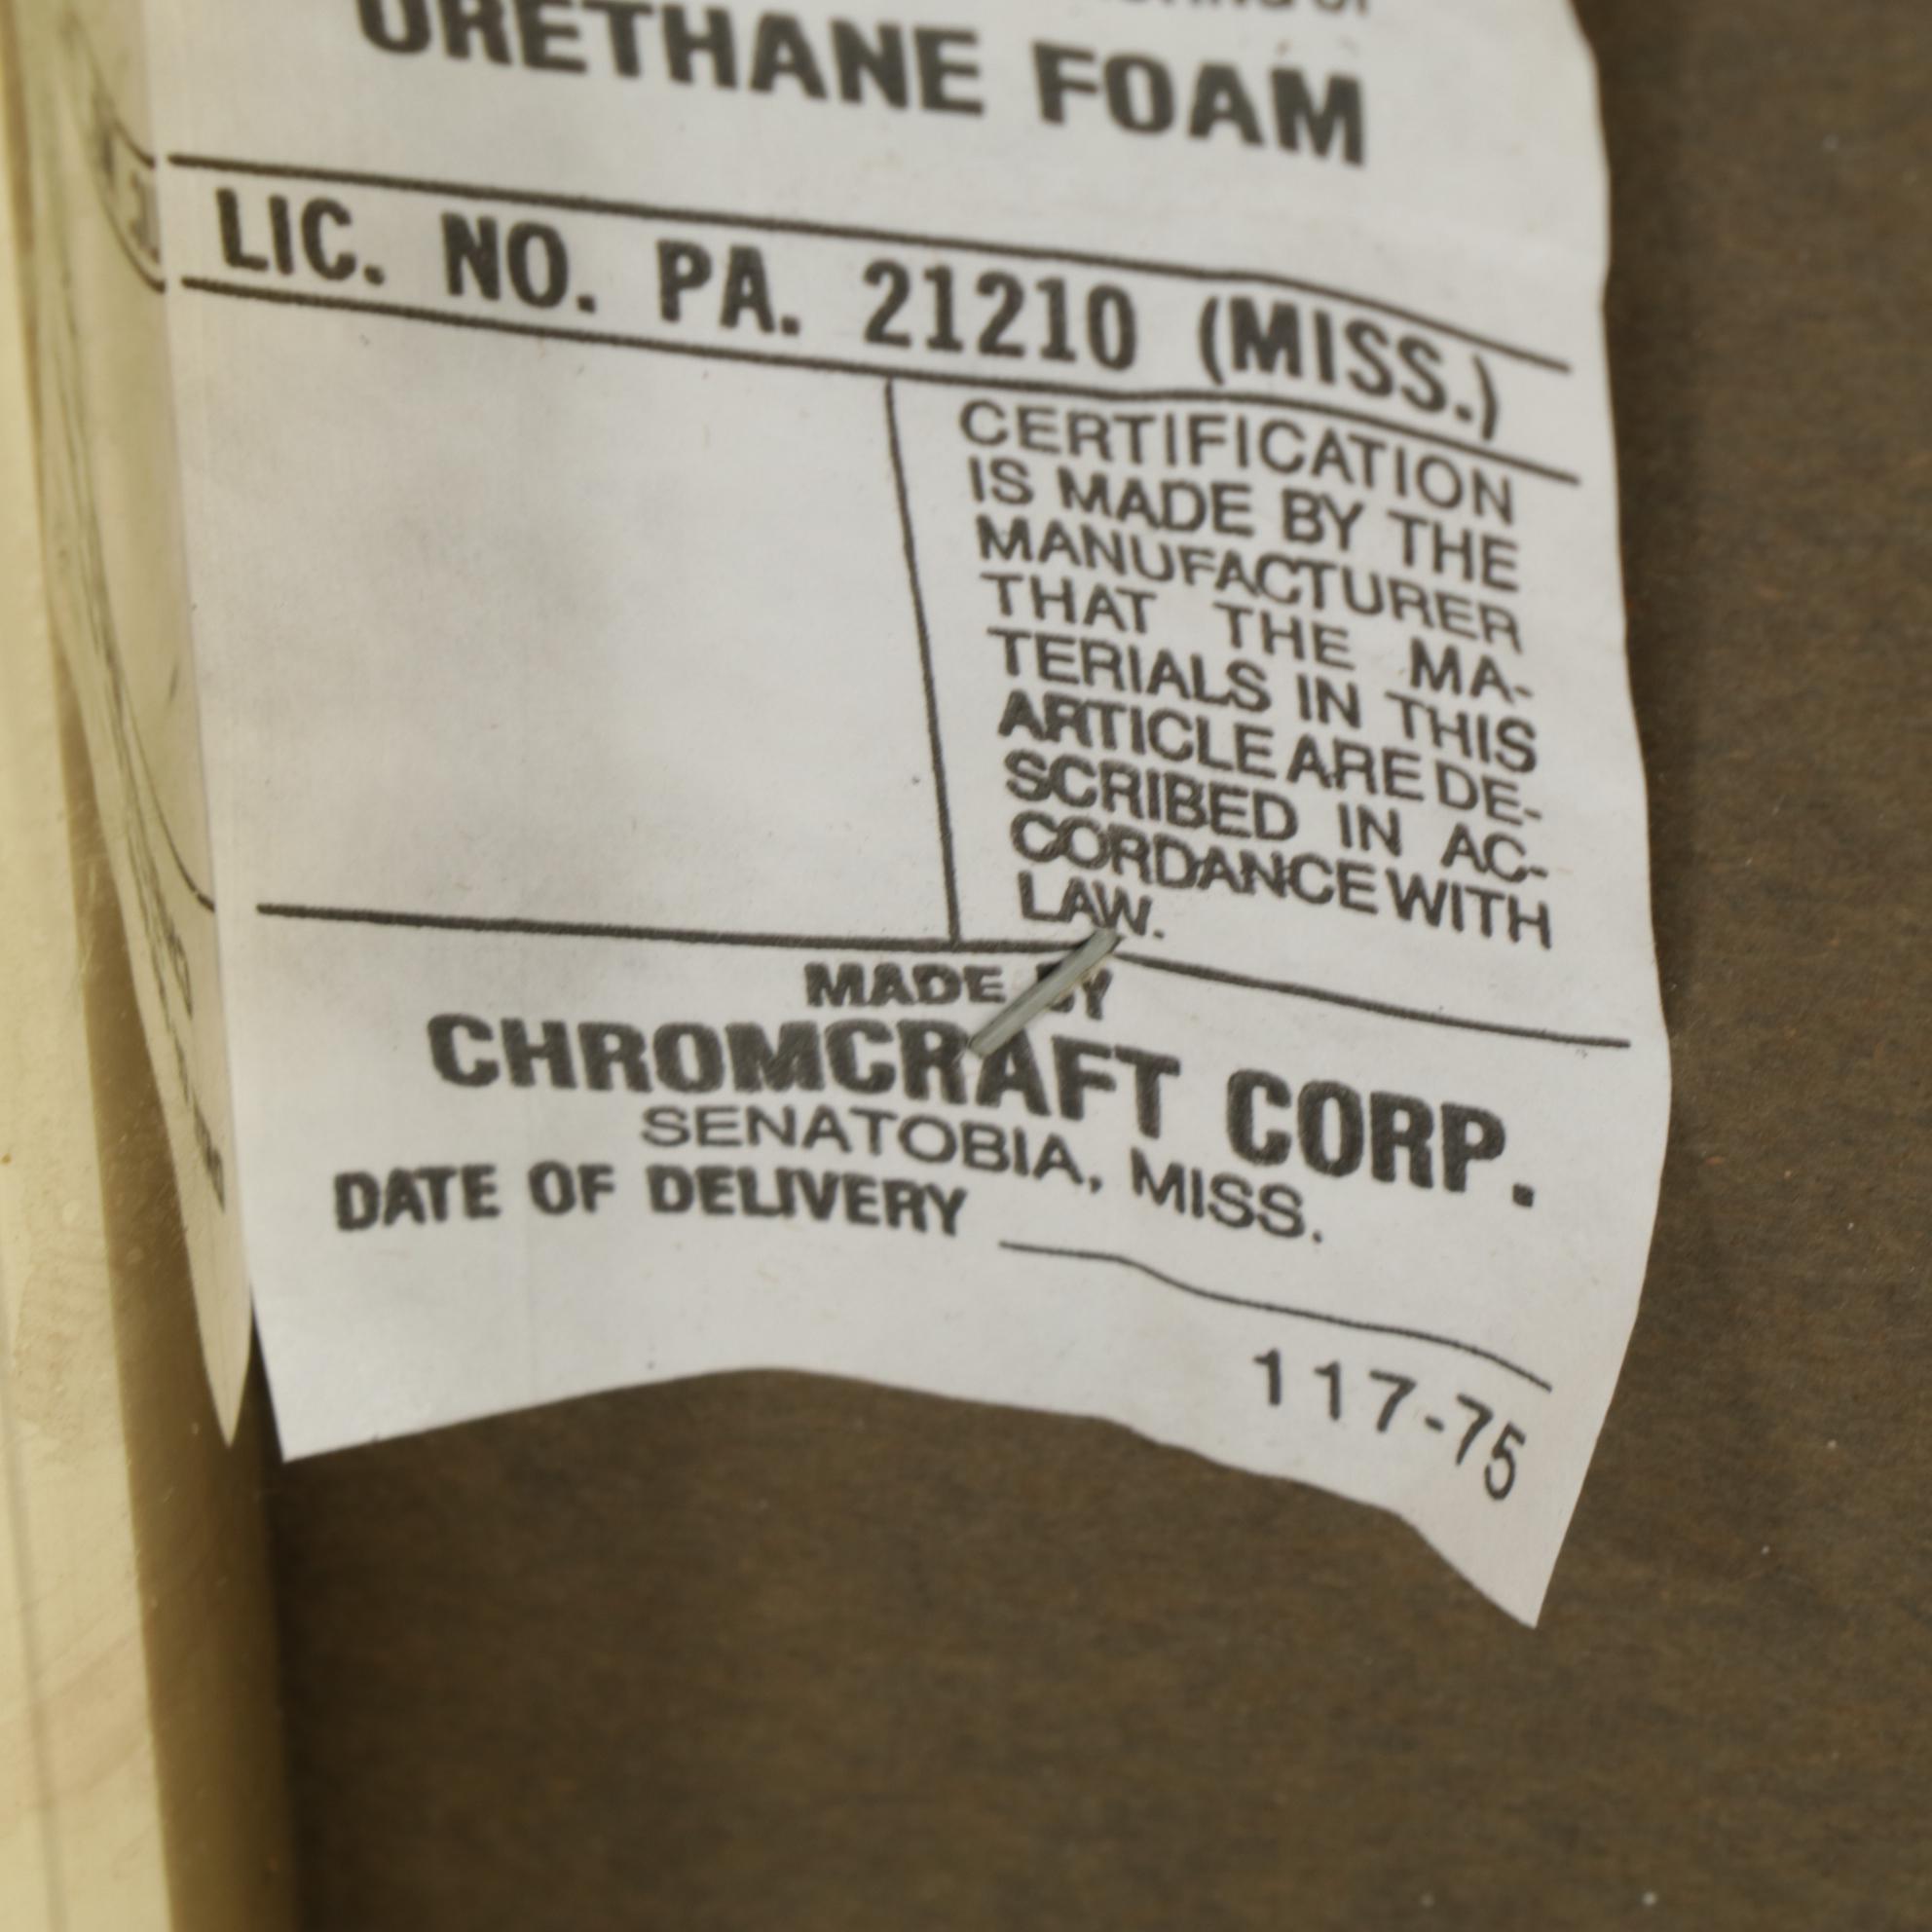 URETHANE FOAM
LIC. NO. PA. 21210 (MISS.)
CERTIFICATION
IS MADE BY THE
MANUFACTURER
THAT THE MA-
TERIALS IN THIS
ARTICLE ARE DE-
SCRIBED IN AC-
CORDANCE WITH
LAW.
MADE BY
CHROMCRAFT CORP.
SENATOBIA, MISS.
DATE OF DELIVERY
117-75